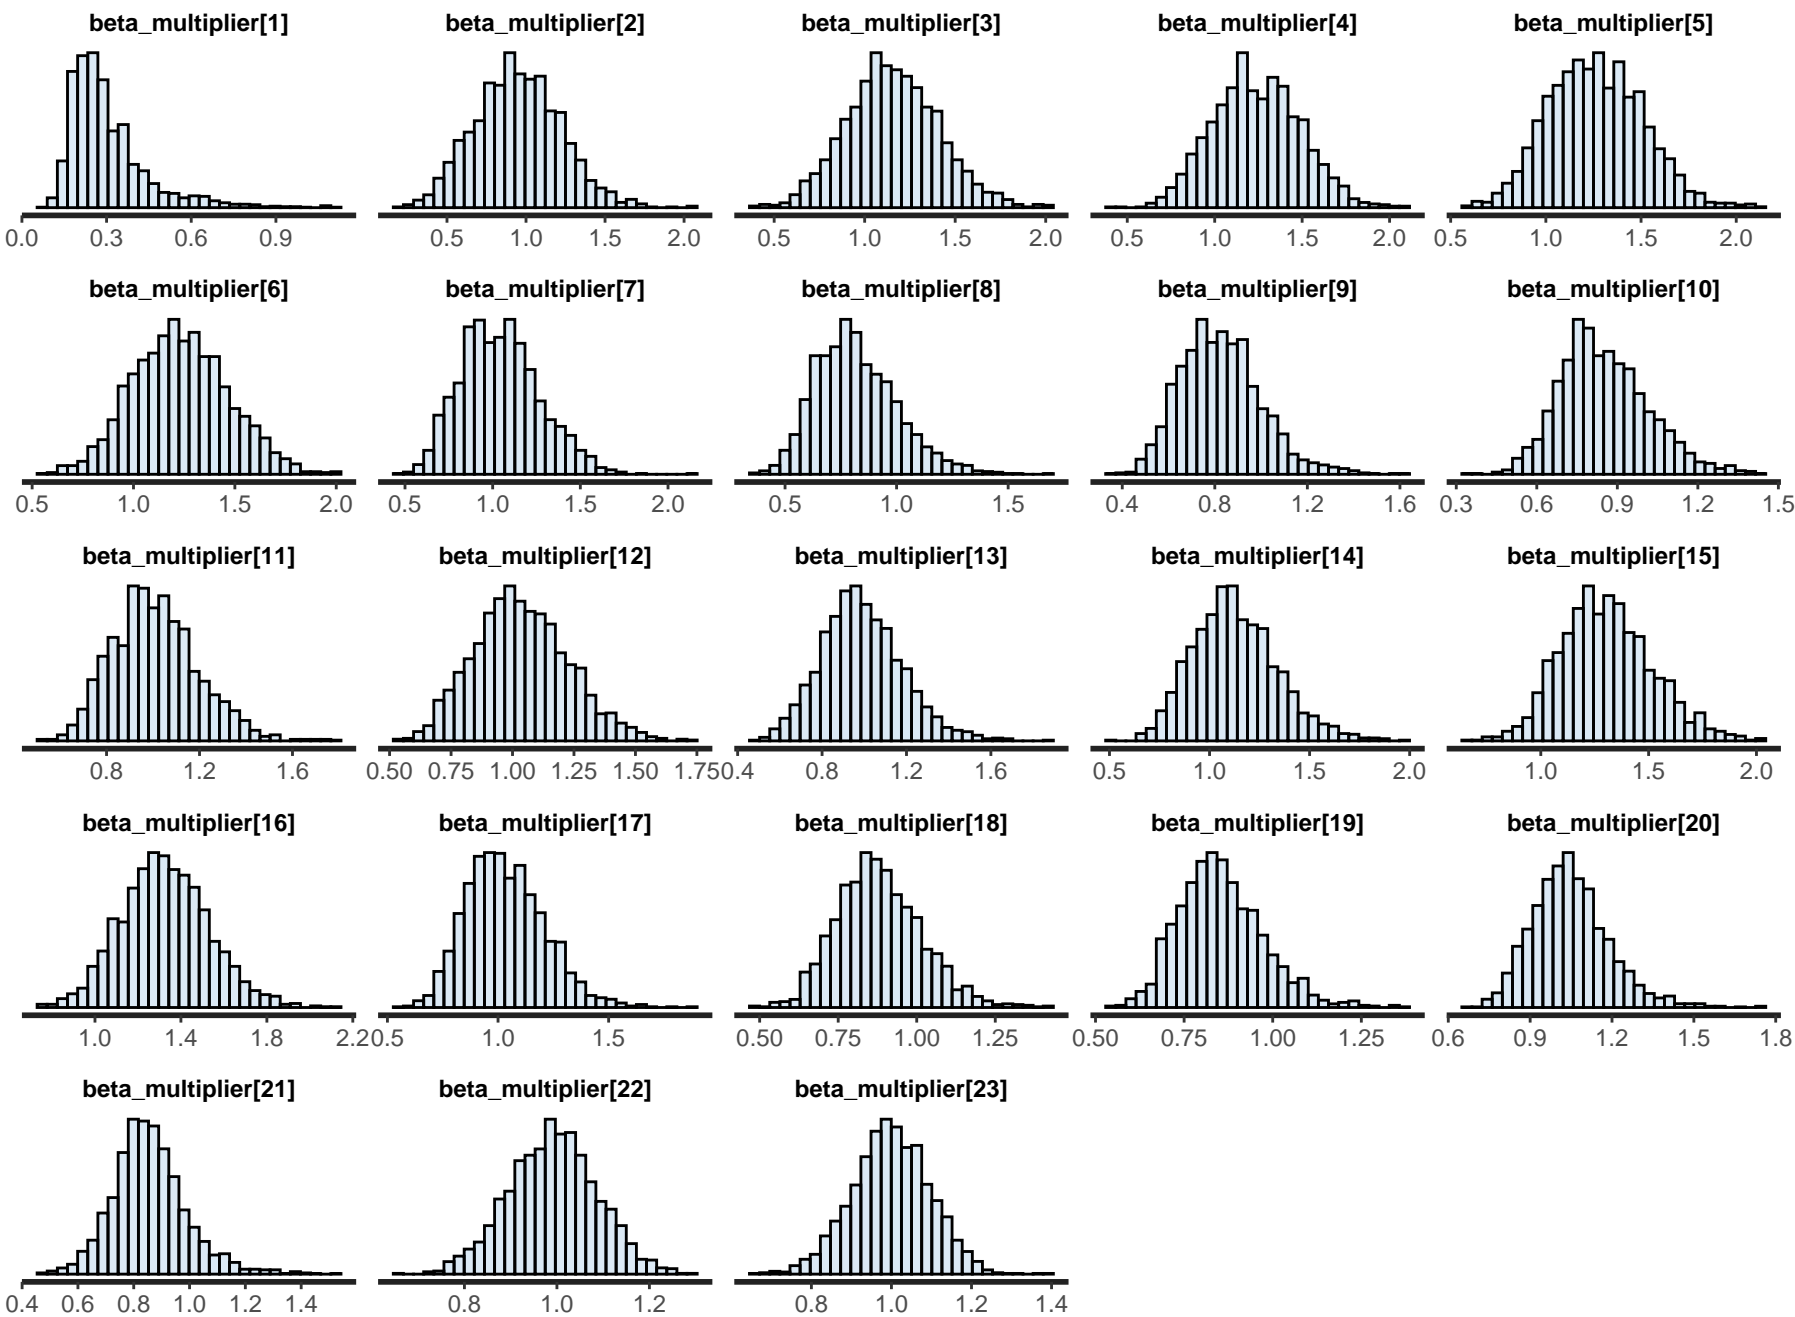 beta_multiplier[1] beta_multiplier[2] beta_multiplier[3] beta_multiplier[4] beta_multiplier[5]
0.0 0.3 0.6 0.9 0.5 1.0 1.5 2.0 0.5 1.0 1.5 2.0 0.5 1.0 1.5 2.0 0.5 1.0 1.5 2.0
beta_multiplier[6] beta_multiplier[7] beta_multiplier[8] beta_multiplier[9] beta_multiplier[10]
0.5 1.0 1.5 2.0 0.5 1.0 1.5 2.0 0.5 1.0 1.5 0.4 0.8 1.2 1.6 0.3 0.6 0.9 1.2 1.5
beta_multiplier[11] beta_multiplier[12] beta_multiplier[13] beta_multiplier[14] beta_multiplier[15]
0.8 1.2 1.6 0.50 0.75 1.00 1.25 1.50 1.75 0.4 0.8 1.2 1.6 0.5 1.0 1.5 2.0 1.0 1.5 2.0
beta_multiplier[16] beta_multiplier[17] beta_multiplier[18] beta_multiplier[19] beta_multiplier[20]
1.0 1.4 1.8 2.2 0.5 1.0 1.5 0.50 0.75 1.00 1.25 0.50 0.75 1.00 1.25 0.6 0.9 1.2 1.5 1.8
beta_multiplier[21] beta_multiplier[22] beta_multiplier[23]
0.4 0.6 0.8 1.0 1.2 1.4 0.8 1.0 1.2 0.8 1.0 1.2 1.4